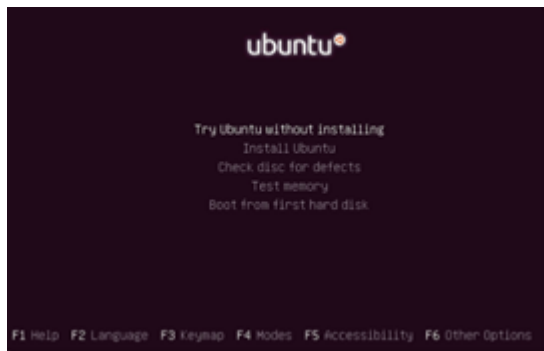 ubuntu
Try Ubuntu without installing
Install Ubuntu
Check disc for defects
Test memory
Boot from first hard disk
F1 Help F2 Language F3 Keymap F4 Modes F5 Accessibility F6 Other Options